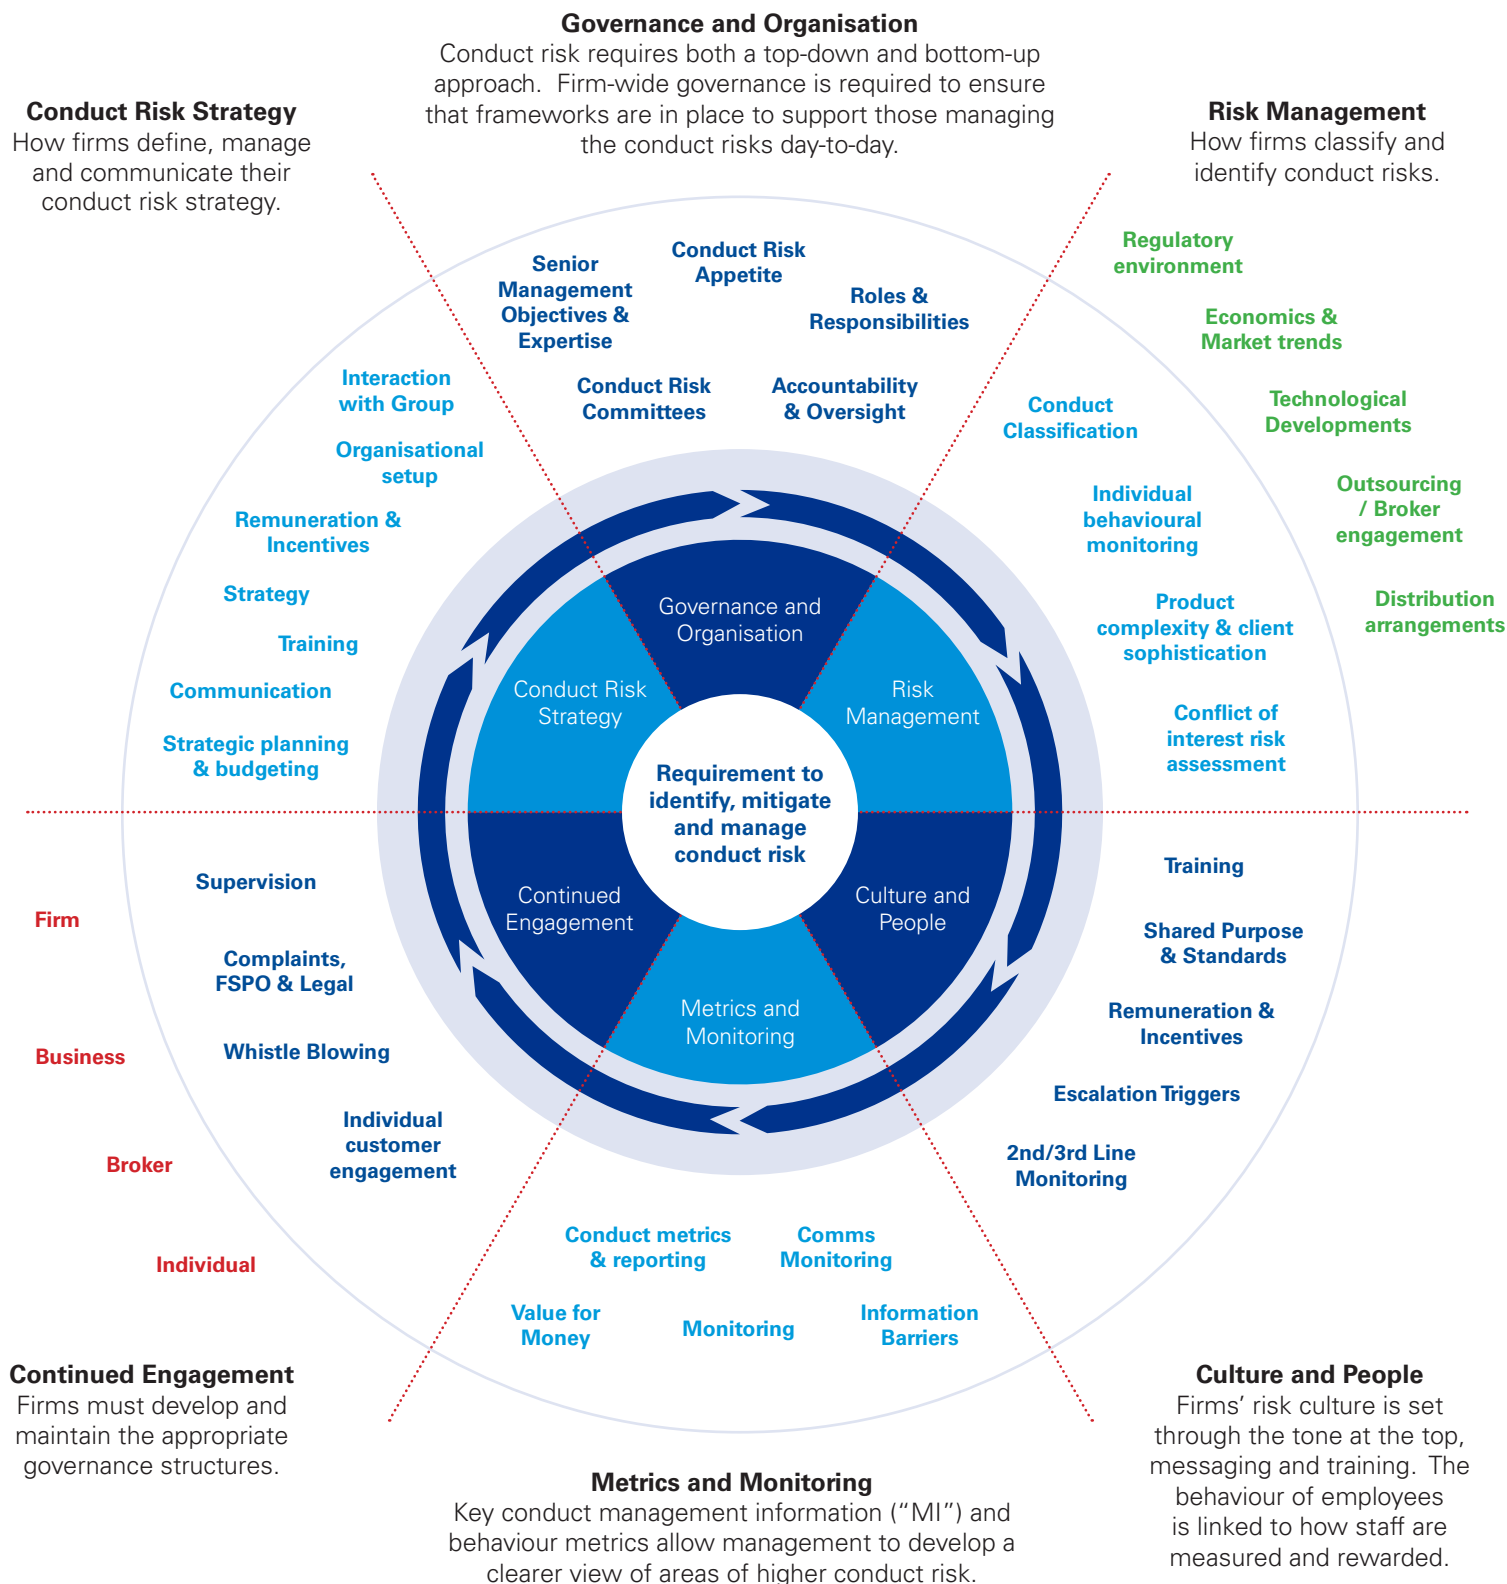 Governance and Organisation
Conduct risk requires both a top-down and bottom-up
approach.  Firm-wide governance is required to ensure
that frameworks are in place to support those managing
the conduct risks day-to-day.
Conduct Risk Strategy
How firms define, manage
and communicate their
conduct risk strategy.
Risk Management
How firms classify and
identify conduct risks.
Senior
Management
Objectives &
Expertise
Conduct Risk
Appetite
Roles &
Responsibilities
Conduct Risk
Committees
Accountability
& Oversight
Interaction
with Group
Organisational
setup
Remuneration &
Incentives
Strategy
Training
Communication
Strategic planning
& budgeting
Regulatory
environment
Economics &
Market trends
Technological
Developments
Outsourcing
/ Broker
engagement
Distribution
arrangements
Conduct
Classification
Individual
behavioural
monitoring
Product
complexity & client
sophistication
Conflict of
interest risk
assessment
Governance and
Organisation
Conduct Risk
Strategy
Risk
Management
Requirement to
identify, mitigate
and manage
conduct risk
Continued
Engagement
Culture and
People
Metrics and
Monitoring
Supervision
Complaints,
FSPO & Legal
Whistle Blowing
Individual
customer
engagement
Firm
Business
Broker
Individual
Training
Shared Purpose
& Standards
Remuneration &
Incentives
Escalation Triggers
2nd/3rd Line
Monitoring
Conduct metrics
& reporting
Comms
Monitoring
Value for
Money
Monitoring
Information
Barriers
Continued Engagement
Firms must develop and
maintain the appropriate
governance structures.
Metrics and Monitoring
Key conduct management information (“MI”) and
behaviour metrics allow management to develop a
clearer view of areas of higher conduct risk.
Culture and People
Firms’ risk culture is set
through the tone at the top,
messaging and training.  The
behaviour of employees
is linked to how staff are
measured and rewarded.